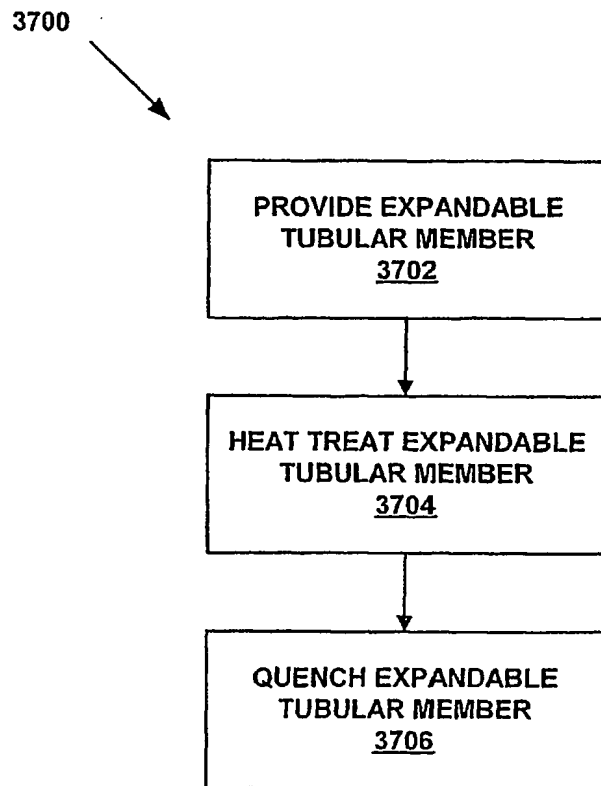 3700
PROVIDE EXPANDABLE
TUBULAR MEMBER
3702
HEAT TREAT EXPANDABLE
TUBULAR MEMBER
3704
QUENCH EXPANDABLE
TUBULAR MEMBER
3706